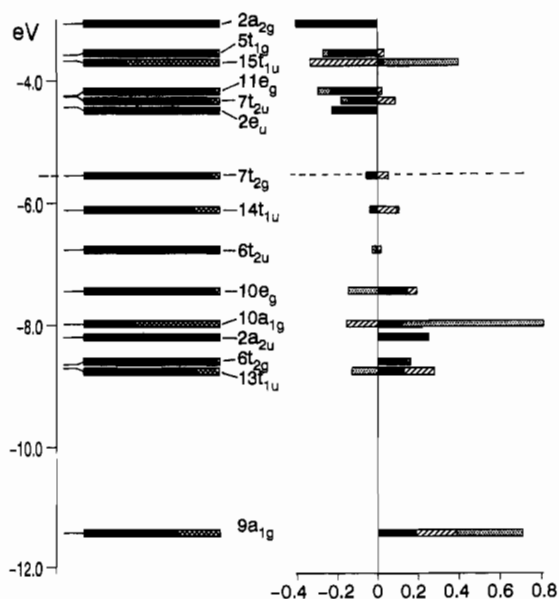 eV
2a2g
5t1g
15t1u
-4.0
11eg
7t2u
2eu
7t2g
-6.0
14t1u
6t2u
10eg
10a1g
-8.0
2a2u
6t2g
13t1u
-10.0
9a1g
-12.0
-0.4 -0.2 0 0.2 0.4 0.6 0.8